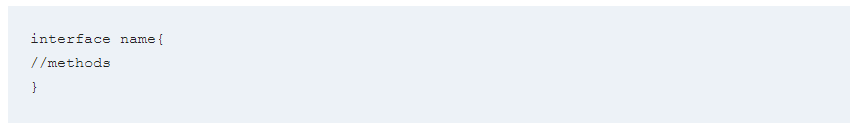 interface name{
//methods
}